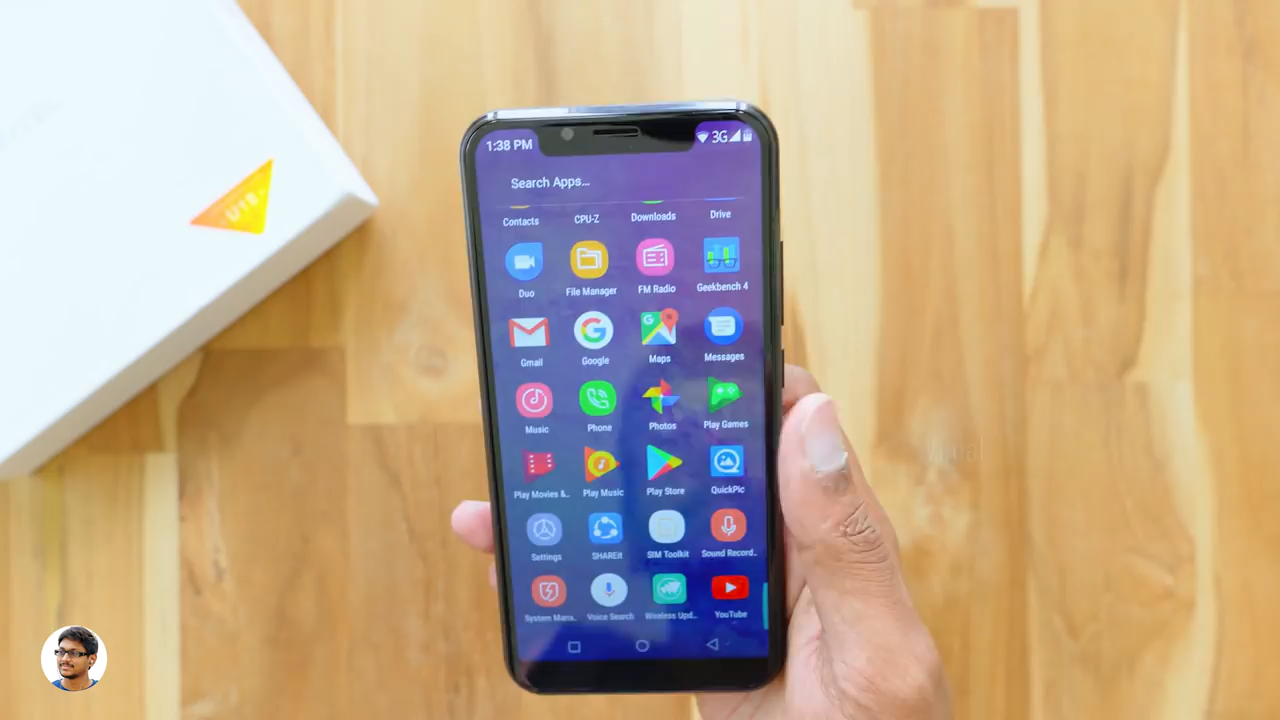 U18
1:38 PM 3G
Search Apps...
Contacts CPU-Z Downloads Drive
Duo File Manager FM Radio Geekbench 4
Gmail Google Maps Messages
Music Phone Photos Play Games
Play Movies &.. Play Music Play Store QuickPic
Settings SHAREit SIM Toolkit Sound Record..
System Mana.. Voice Search Wireless Upd.. YouTube